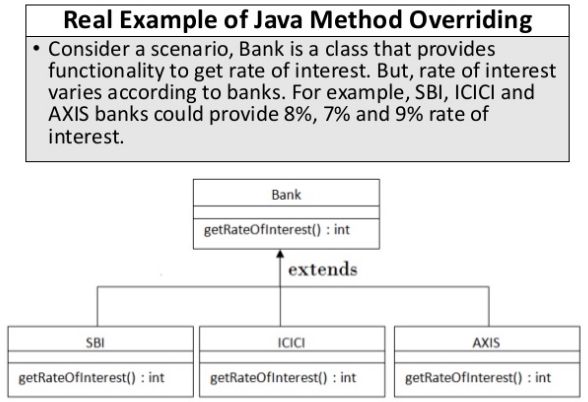 Real Example of Java Method Overriding
• Consider a scenario, Bank is a class that provides
functionality to get rate of interest. But, rate of interest
varies according to banks. For example, SBI, ICICI and
AXIS banks could provide 8%, 7% and 9% rate of
interest.
Bank
getRateOfInterest() : int
extends
SBI
getRateOfInterest() : int
ICICI
getRateOfInterest() : int
AXIS
getRateOfInterest() : int